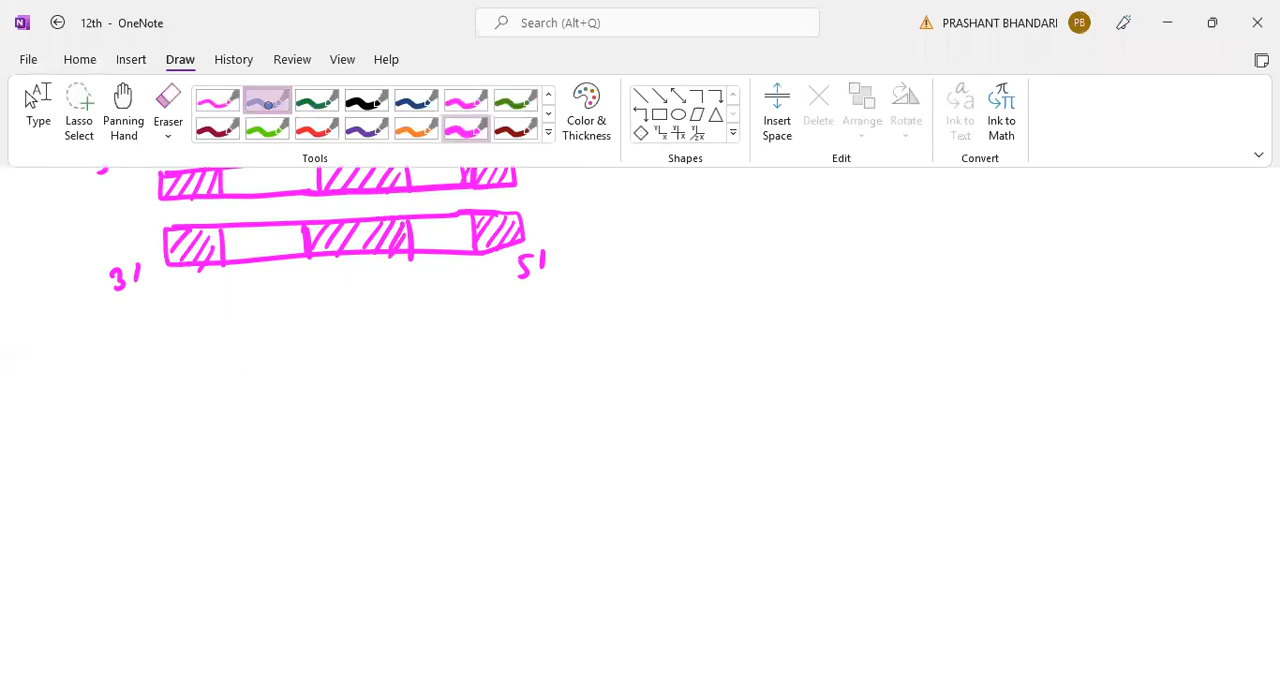 12th - OneNote
Search (Alt+Q)
PRASHANT BHANDARI
PB
File Home Insert Draw History Review View Help
Type
Lasso Select
Panning Hand
Eraser
Color & Thickness
Insert Space
Delete
Arrange
Rotate
Ink to Text
Ink to Math
Tools
Shapes
Edit
Convert
3'
5'